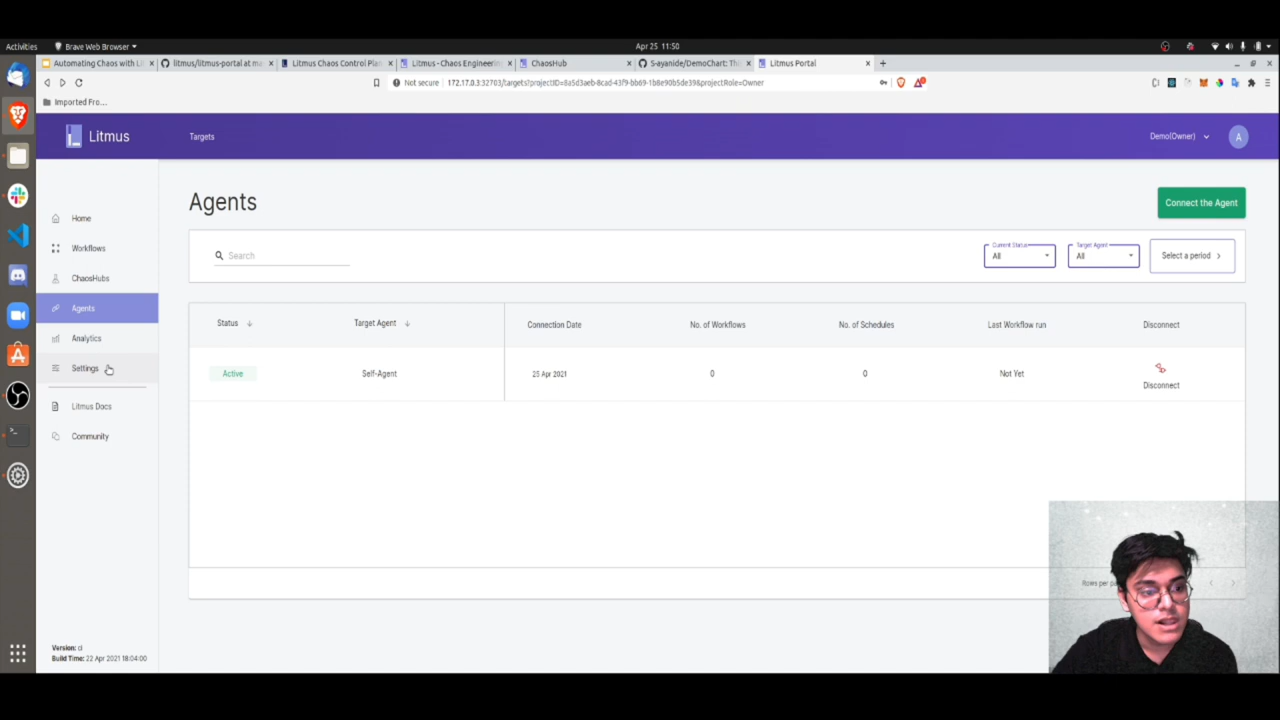 Activities
Brave Web Browser
Apr 25 11:50
Automating Chaos with Li
litmus/litmus-portal at ma
Litmus Chaos Control Plan
Litmus - Chaos Engineerin
ChaosHub
S-ayanide/DemoChart: Thi
Litmus Portal
Not secure
172.17.0.3:32703/targets?projectID=8a5d3aeb-8cad-43f9-bb69-1b8e90b5de39&projectRole=Owner
Imported Fro...
Litmus
Targets
Demo(Owner)
A
Home
Workflows
ChaosHubs
Agents
Analytics
Settings
Litmus Docs
Community
Version: ci
Build Time: 22 Apr 2021 18:04:00
Agents
Connect the Agent
Search
Current Status
All
Target Agent
All
Select a period
Status
Target Agent
Connection Date
No. of Workflows
No. of Schedules
Last Workflow run
Disconnect
Active
Self-Agent
25 Apr 2021
0
0
Not Yet
Disconnect
Rows per